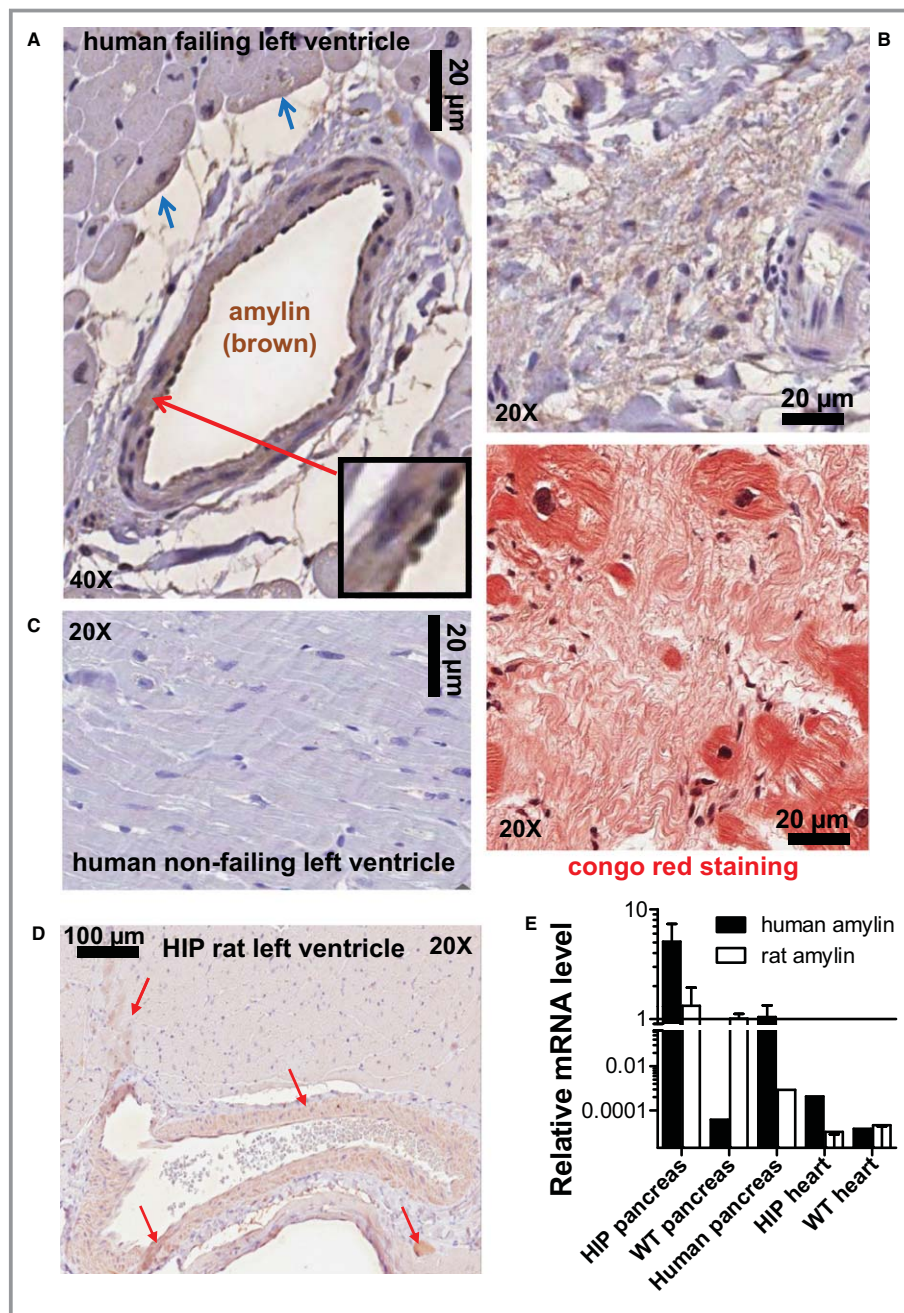 A
human failing left ventricle
20 µm
amylin
(brown)
40X
B
20X
20 µm
20X
20 µm
congo red staining
C
20X
20 µm
human non-failing left ventricle
D
100 µm
HIP rat left ventricle
20X
E
human amylin
rat amylin
Relative mRNA level
10
1
0.01
0.0001
HIP pancreas
WT pancreas
Human pancreas
HIP heart
WT heart